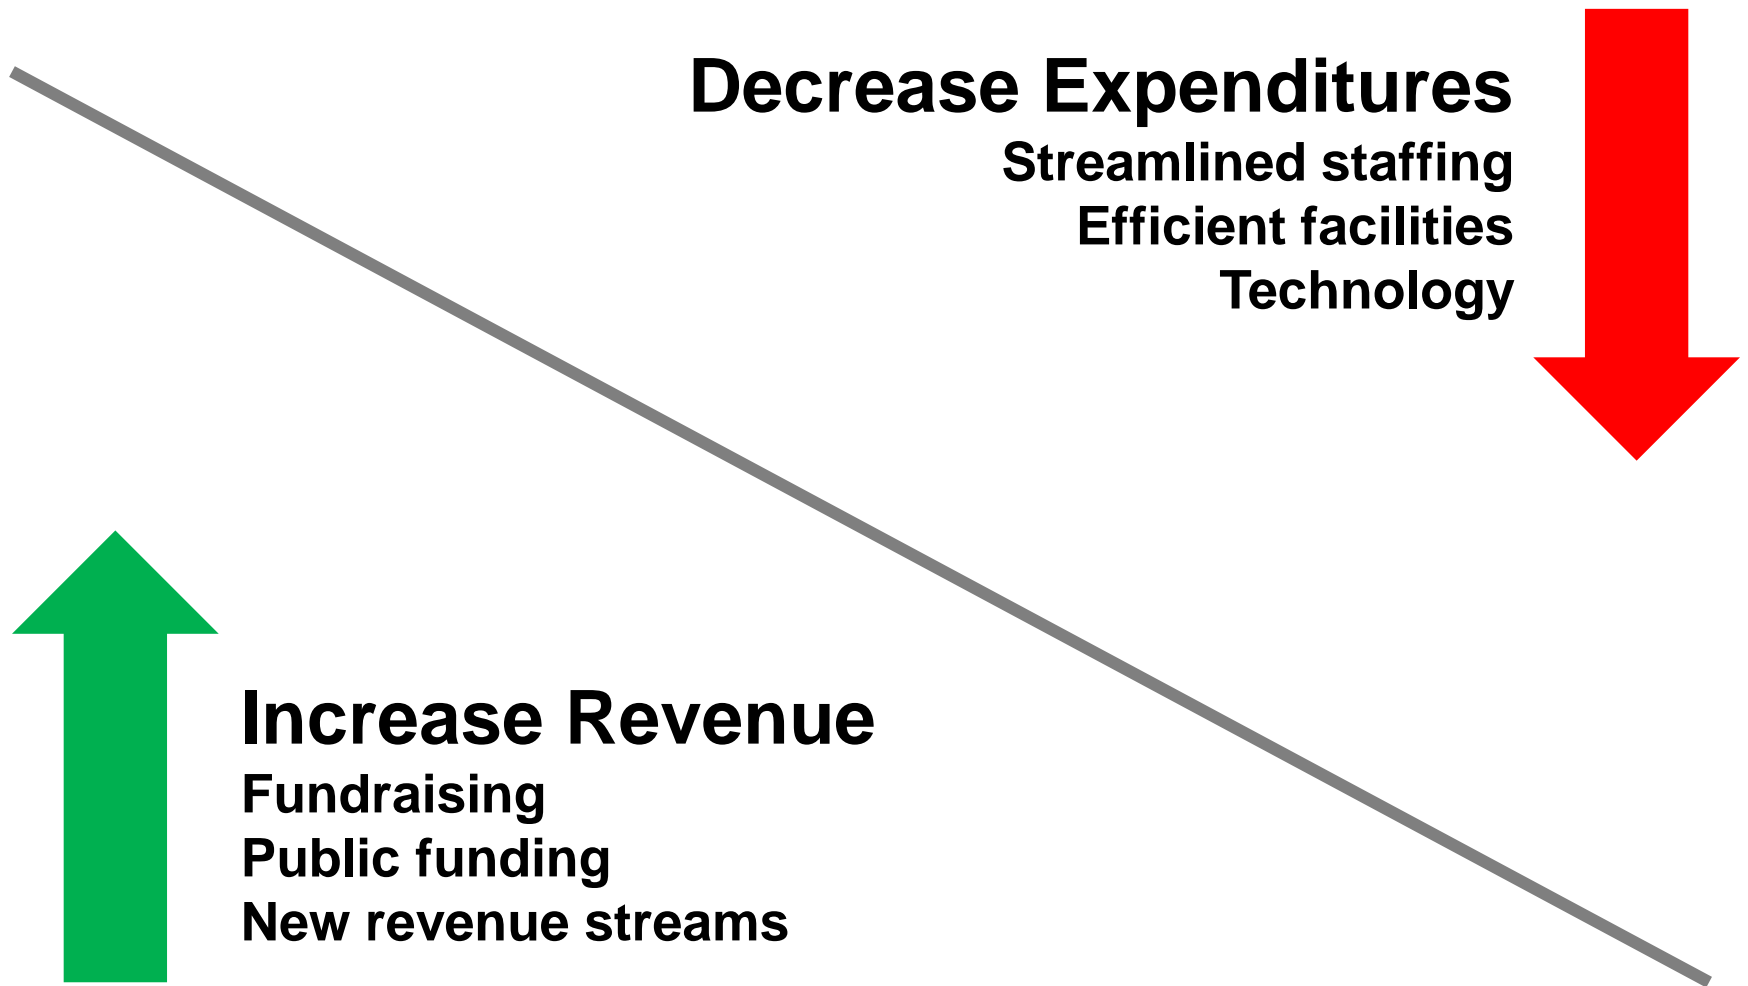 Decrease Expenditures
Streamlined staffing
Efficient facilities
Technology
Increase Revenue
Fundraising
Public funding
New revenue streams